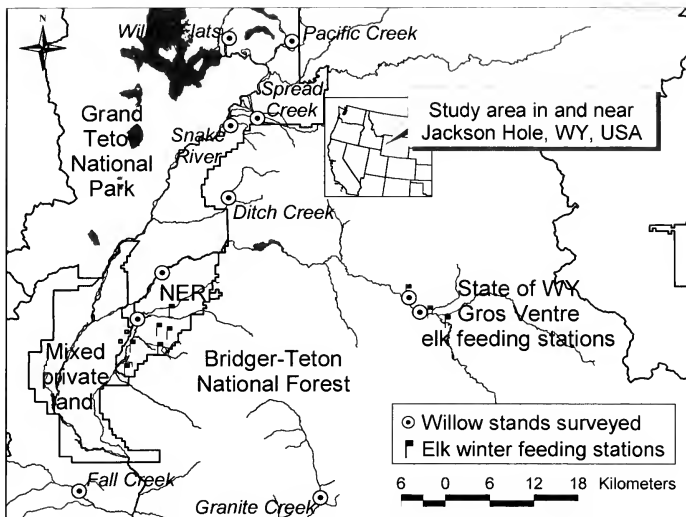 N
Willow Flats
Pacific Creek
Spread
Creek
Study area in and near
Jackson Hole, WY, USA
Grand
Teton
National
Park
Snake
River
Ditch Creek
NER
State of WY
Gros Ventre
elk feeding stations
Mixed
private
land
Bridger-Teton
National Forest
Willow stands surveyed
Elk winter feeding stations
Fall Creek
Granite Creek
6 0 6 12 18 Kilometers